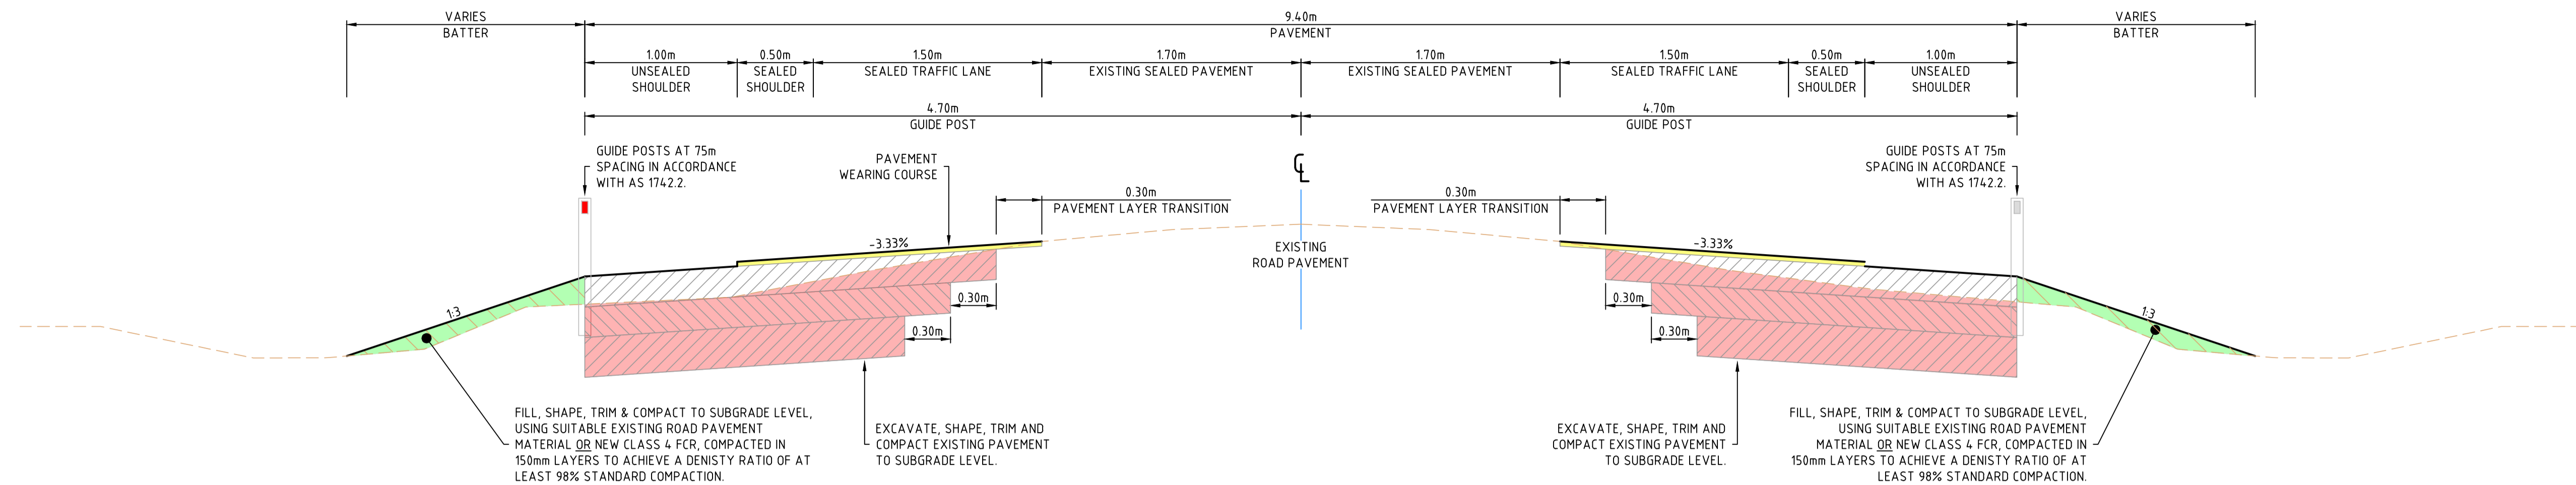 VARIES
BATTER
9.40m
PAVEMENT
VARIES
BATTER
1.00m
UNSEALED
SHOULDER
0.50m
SEALED
SHOULDER
1.50m
SEALED TRAFFIC LANE
1.70m
EXISTING SEALED PAVEMENT
1.70m
EXISTING SEALED PAVEMENT
1.50m
SEALED TRAFFIC LANE
0.50m
SEALED
SHOULDER
1.00m
UNSEALED
SHOULDER
4.70m
GUIDE POST
4.70m
GUIDE POST
GUIDE POSTS AT 75m
SPACING IN ACCORDANCE
WITH AS 1742.2.
PAVEMENT
WEARING COURSE
CL
GUIDE POSTS AT 75m
SPACING IN ACCORDANCE
WITH AS 1742.2.
0.30m
PAVEMENT LAYER TRANSITION
0.30m
PAVEMENT LAYER TRANSITION
-3.33%
EXISTING
ROAD PAVEMENT
-3.33%
0.30m
0.30m
0.30m
0.30m
1:3
1:3
FILL, SHAPE, TRIM & COMPACT TO SUBGRADE LEVEL,
USING SUITABLE EXISTING ROAD PAVEMENT
MATERIAL OR NEW CLASS 4 FCR, COMPACTED IN
150mm LAYERS TO ACHIEVE A DENISTY RATIO OF AT
LEAST 98% STANDARD COMPACTION.
EXCAVATE, SHAPE, TRIM AND
COMPACT EXISTING PAVEMENT
TO SUBGRADE LEVEL.
EXCAVATE, SHAPE, TRIM AND
COMPACT EXISTING PAVEMENT
TO SUBGRADE LEVEL.
FILL, SHAPE, TRIM & COMPACT TO SUBGRADE LEVEL,
USING SUITABLE EXISTING ROAD PAVEMENT
MATERIAL OR NEW CLASS 4 FCR, COMPACTED IN
150mm LAYERS TO ACHIEVE A DENISTY RATIO OF AT
LEAST 98% STANDARD COMPACTION.